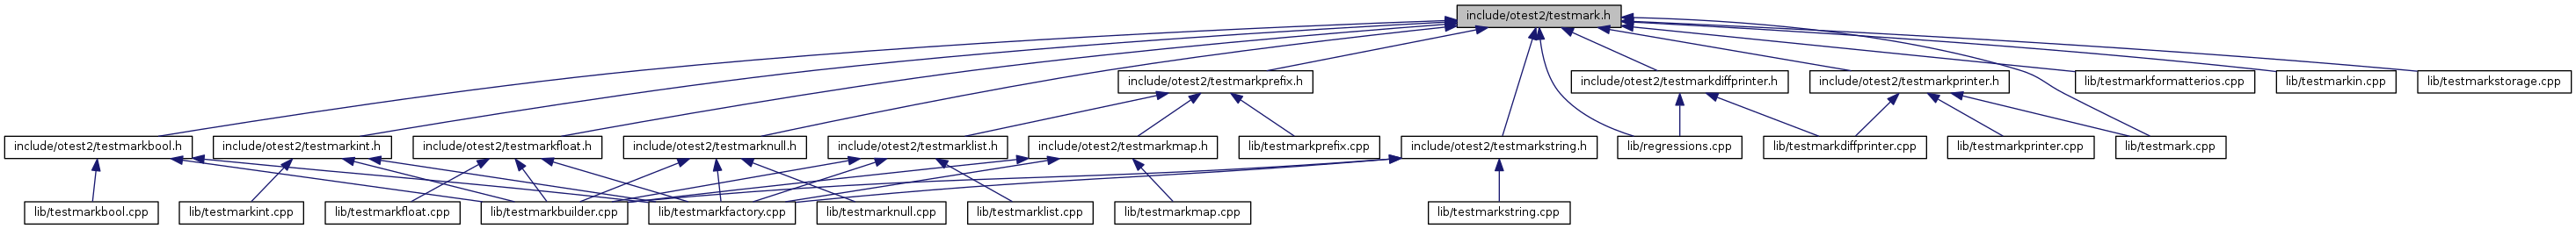 include/otest2/testmark.h
include/otest2/testmarkprefix.h
include/otest2/testmarkdiffprinter.h
include/otest2/testmarkprinter.h
lib/testmarkformatterios.cpp
lib/testmarkin.cpp
lib/testmarkstorage.cpp
include/otest2/testmarkbool.h
include/otest2/testmarkint.h
include/otest2/testmarkfloat.h
include/otest2/testmarknull.h
include/otest2/testmarklist.h
include/otest2/testmarkmap.h
lib/testmarkprefix.cpp
include/otest2/testmarkstring.h
lib/regressions.cpp
lib/testmarkdiffprinter.cpp
lib/testmarkprinter.cpp
lib/testmark.cpp
lib/testmarkbool.cpp
lib/testmarkint.cpp
lib/testmarkfloat.cpp
lib/testmarkbuilder.cpp
lib/testmarkfactory.cpp
lib/testmarknull.cpp
lib/testmarklist.cpp
lib/testmarkmap.cpp
lib/testmarkstring.cpp